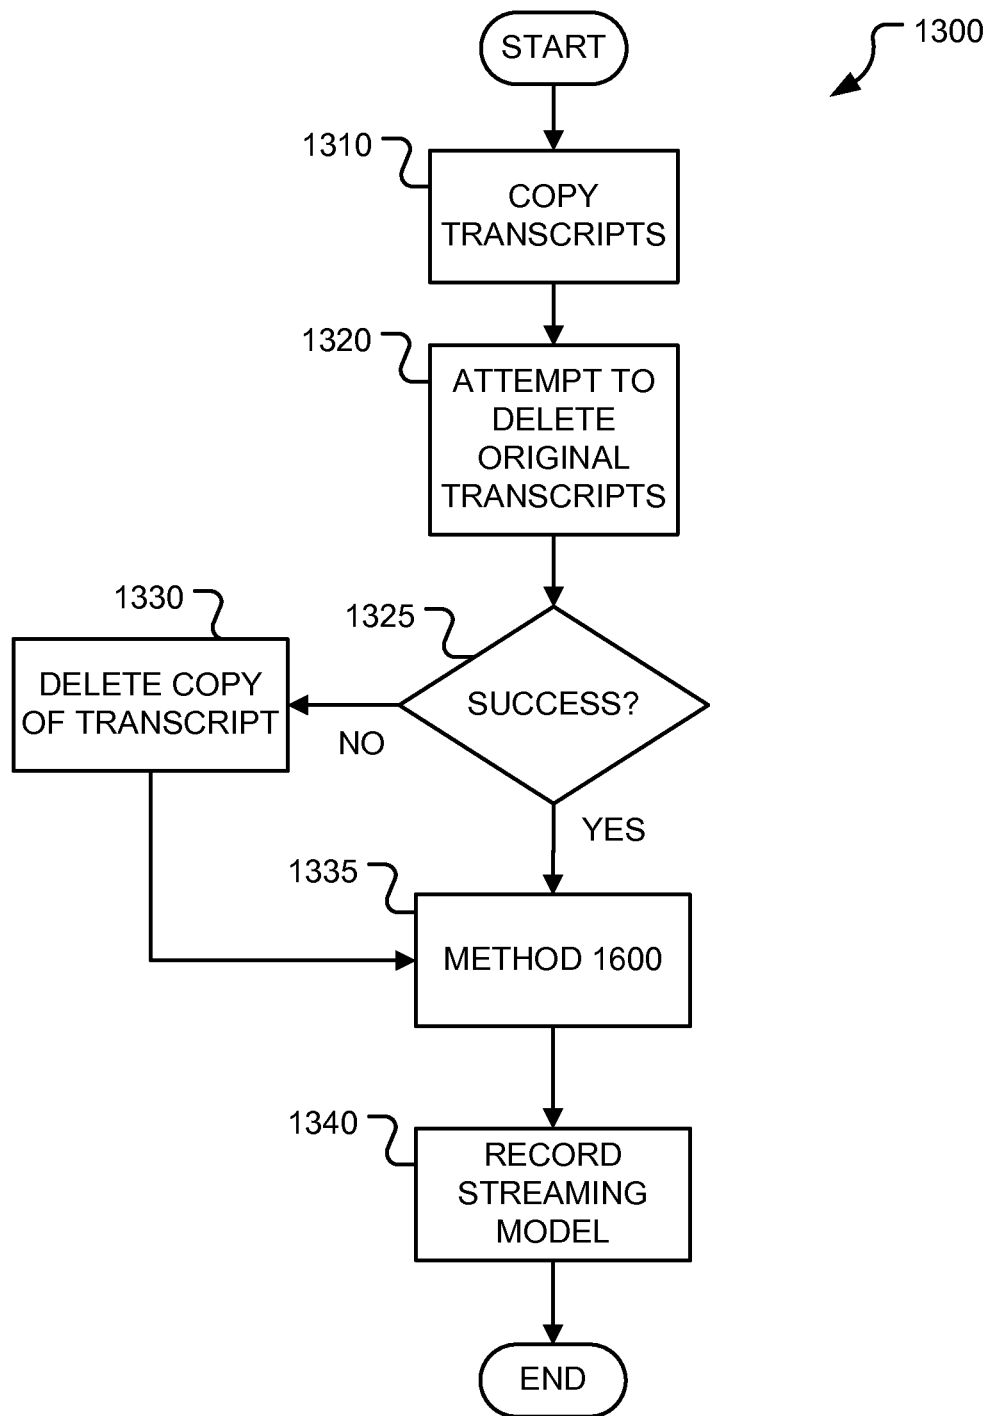 START
1300
1310
COPY
TRANSCRIPTS
1320
ATTEMPT TO
DELETE
ORIGINAL
TRANSCRIPTS
1330
1325
DELETE COPY
OF TRANSCRIPT
SUCCESS?
NO
YES
1335
METHOD 1600
1340
RECORD
STREAMING
MODEL
END